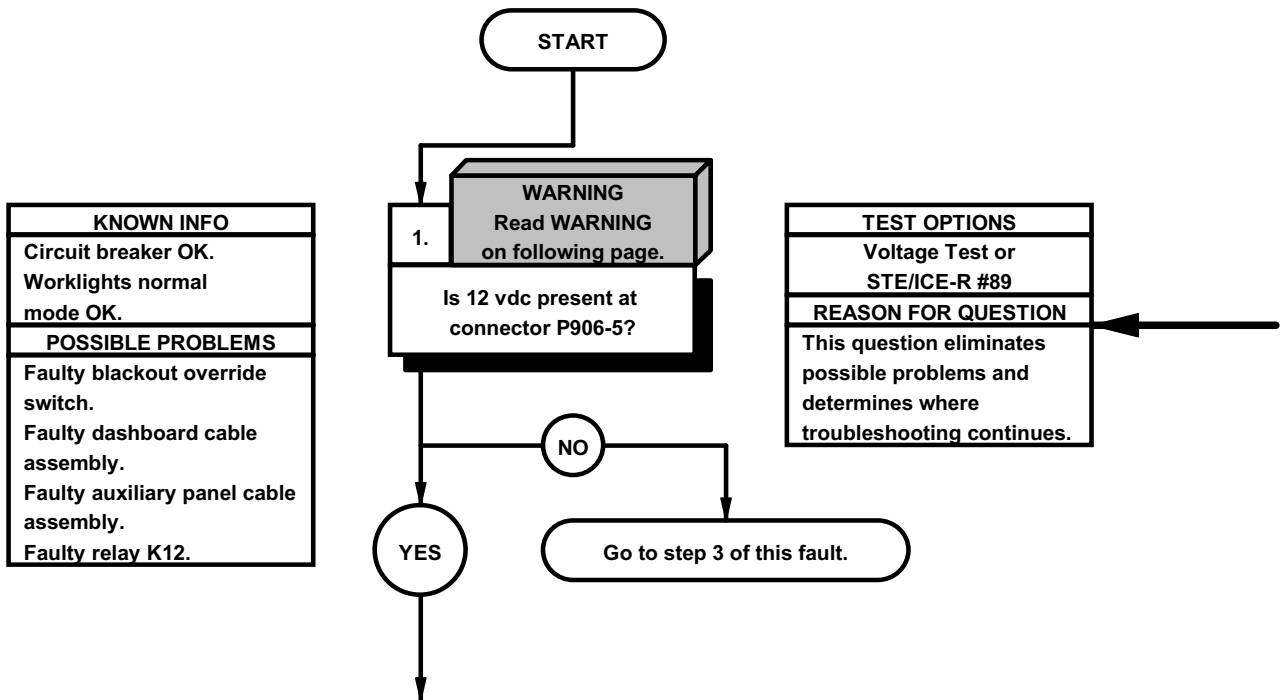 START
KNOWN INFO
Circuit breaker OK.
Worklights normal
mode OK.
POSSIBLE PROBLEMS
Faulty blackout override
switch.
Faulty dashboard cable
assembly.
Faulty auxiliary panel cable
assembly.
Faulty relay K12.
1.
WARNING
Read WARNING
on following page.
Is 12 vdc present at
connector P906-5?
TEST OPTIONS
Voltage Test or
STE/ICE-R #89
REASON FOR QUESTION
This question eliminates
possible problems and
determines where
troubleshooting continues.
NO
YES
Go to step 3 of this fault.